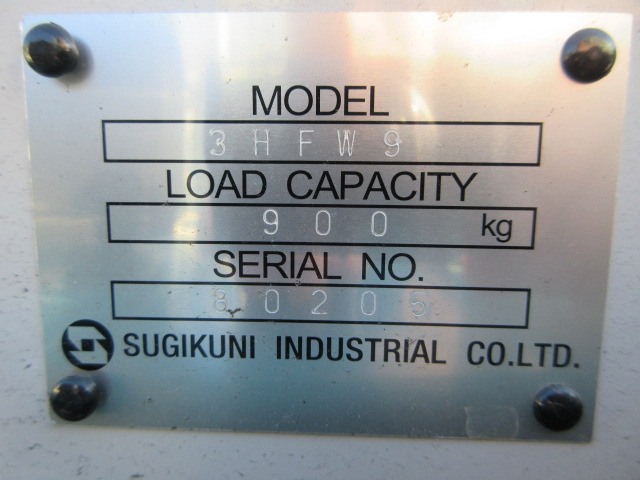 MODEL
3HFW9
LOAD CAPACITY
900 kg
SERIAL NO.
80205
SUGIKUNI INDUSTRIAL CO.LTD.